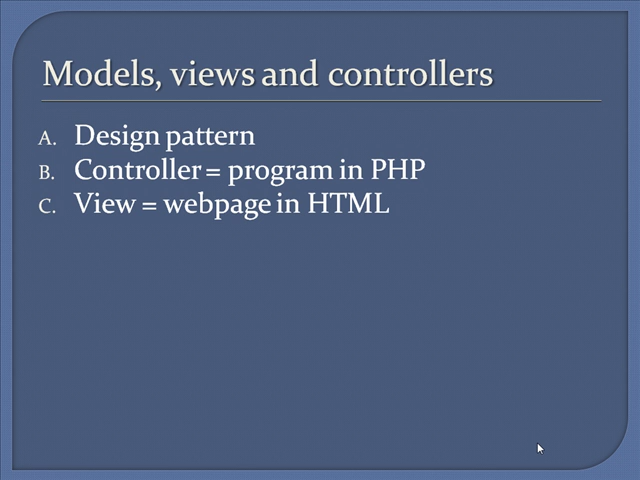 Models, views and controllers
A. Design pattern
B. Controller = program in PHP
C. View = webpage in HTML